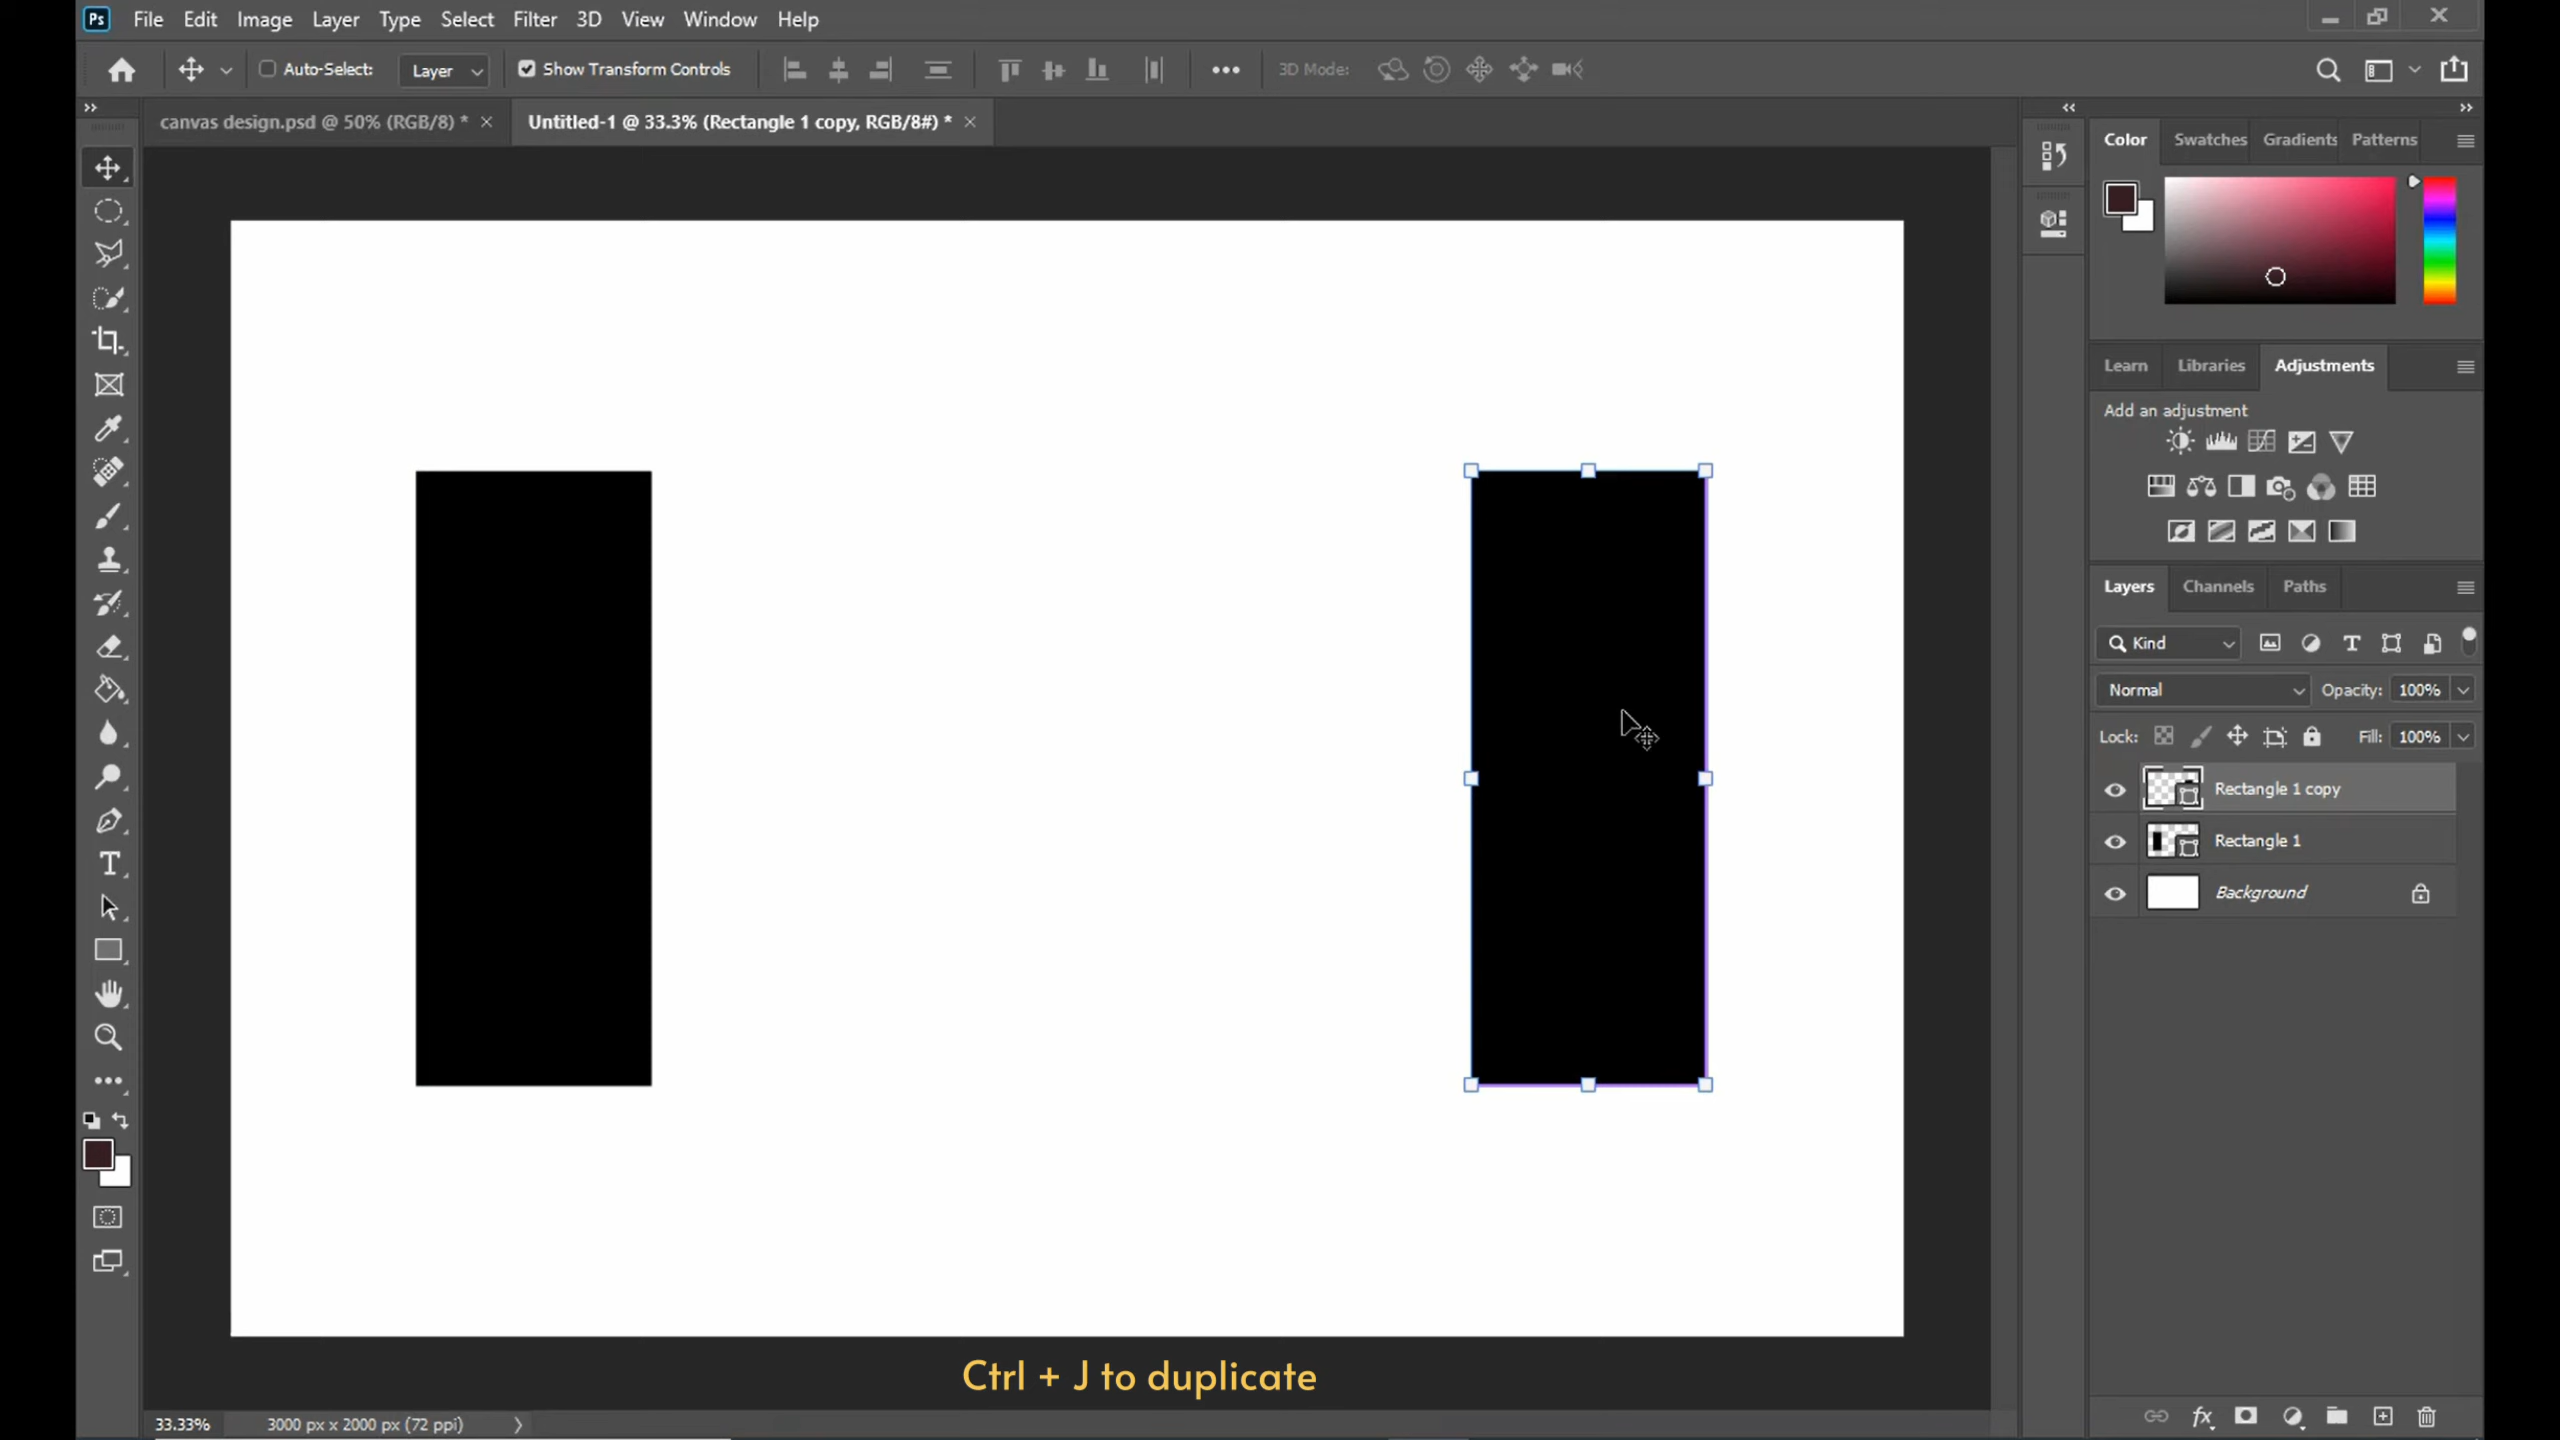 Ps File Edit Image Layer Type Select Filter 3D View Window Help
Auto-Select: Layer Show Transform Controls 3D Mode:
canvas design.psd @ 50% (RGB/8) * Untitled-1 @ 33.3% (Rectangle 1 copy, RGB/8#) *
Color Swatches Gradients Patterns
Learn Libraries Adjustments
Add an adjustment
Layers Channels Paths
Kind
Normal Opacity: 100%
Lock: Fill: 100%
Rectangle 1 copy
Rectangle 1
Background
Ctrl + J to duplicate
33.33% 3000 px x 2000 px (72 ppi)